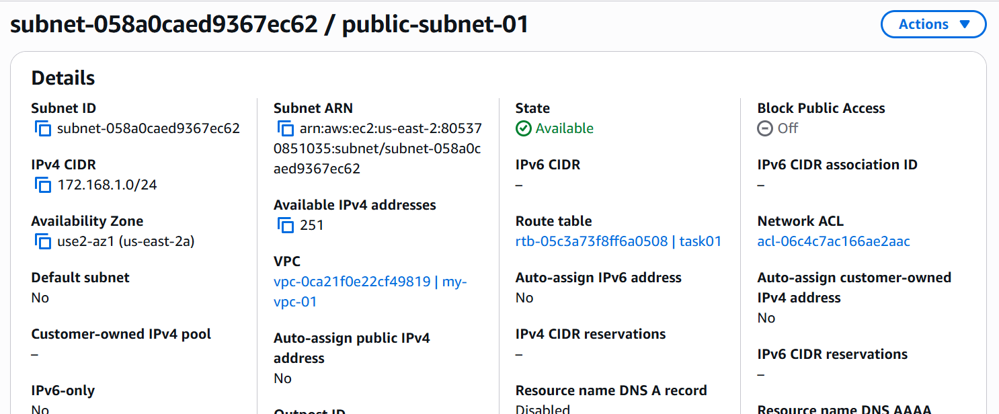 subnet-058a0caed9367ec62 / public-subnet-01
Actions
Details
Subnet ID
subnet-058a0caed9367ec62
IPv4 CIDR
172.168.1.0/24
Availability Zone
use2-az1 (us-east-2a)
Default subnet
No
Customer-owned IPv4 pool
–
IPv6-only
No
Subnet ARN
arn:aws:ec2:us-east-2:80537
0851035:subnet/subnet-058a0c
aed9367ec62
Available IPv4 addresses
251
VPC
vpc-0ca21f0e22cf49819 | my-
vpc-01
Auto-assign public IPv4
address
No
Outpost ID
State
Available
IPv6 CIDR
–
Route table
rtb-05c3a73f8ff6a0508 | task01
Auto-assign IPv6 address
No
IPv4 CIDR reservations
–
Resource name DNS A record
Disabled
Block Public Access
Off
IPv6 CIDR association ID
–
Network ACL
acl-06c4c7ac166ae2aac
Auto-assign customer-owned
IPv4 address
No
IPv6 CIDR reservations
–
Resource name DNS AAAA